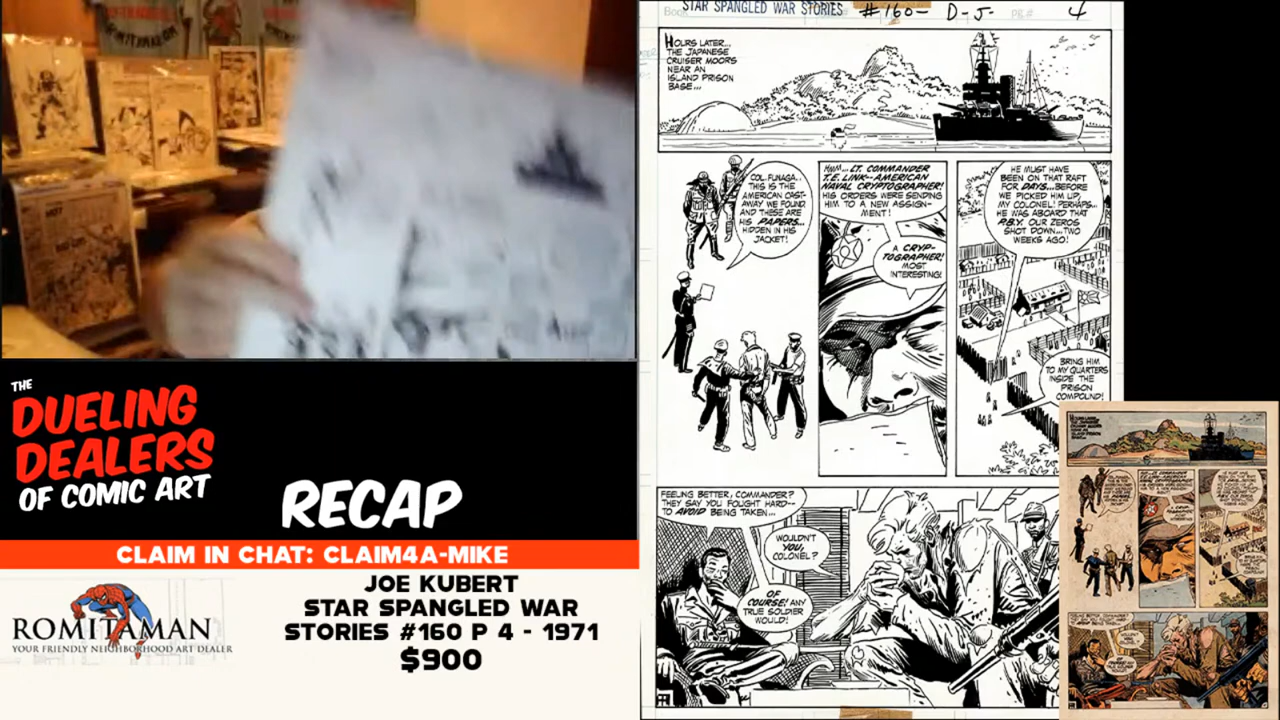 THE
DUELING
DEALERS
OF COMIC ART
RECAP
CLAIM IN CHAT: CLAIM4A-MIKE
ROMITAMAN
YOUR FRIENDLY NEIGHBORHOOD ART DEALER
JOE KUBERT
STAR SPANGLED WAR
STORIES #160 P 4 - 1971
$900
Book
STAR SPANGLED WAR STORIES
#160- D-J-
PG#
4
HOURS LATER...
THE JAPANESE
CRUISER MOORS
NEAR AN
ISLAND PRISON
BASE...
COL. FUNAGA...
THIS IS THE
AMERICAN CAST-
AWAY WE FOUND
AND THESE ARE
HIS PAPERS...
HIDDEN IN HIS
JACKET!
HMM... LT. COMMANDER
T.E. LINK--AMERICAN
NAVAL CRYPTOGRAPHER!
HIS ORDERS WERE SENDING
HIM TO A NEW ASSIGN-
MENT!
A CRYP-
TOGRAPHER!
MOST
INTERESTING!
HE MUST HAVE
BEEN ON THAT RAFT
FOR DAYS...BEFORE
WE PICKED HIM UP,
MY COLONEL! PERHAPS...
HE WAS ABOARD THAT
P.B.Y. OUR ZEROS
SHOT DOWN...TWO
WEEKS AGO!
BRING HIM
TO MY QUARTERS
INSIDE THE
PRISON
COMPOUND!
FEELING BETTER, COMMANDER?
THEY SAY YOU FOUGHT HARD--
TO AVOID BEING TAKEN...
WOULDN'T
YOU,
COLONEL?
OF
COURSE! ANY
TRUE SOLDIER
WOULD!